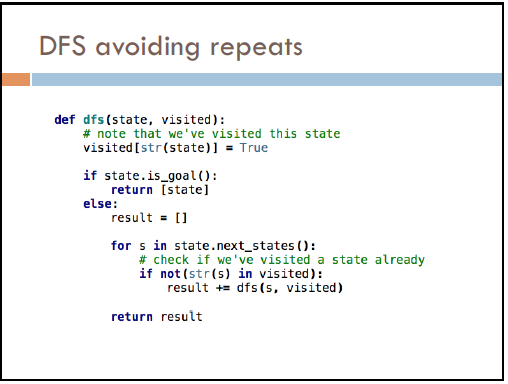 DFS avoiding repeats
def dfs(state, visited):
    # note that we've visited this state
    visited[str(state)] = True
    if state.is_goal():
        return [state]
    else:
        result = []
        for s in state.next_states():
            # check if we've visited a state already
            if not(str(s) in visited):
                result += dfs(s, visited)
        return result